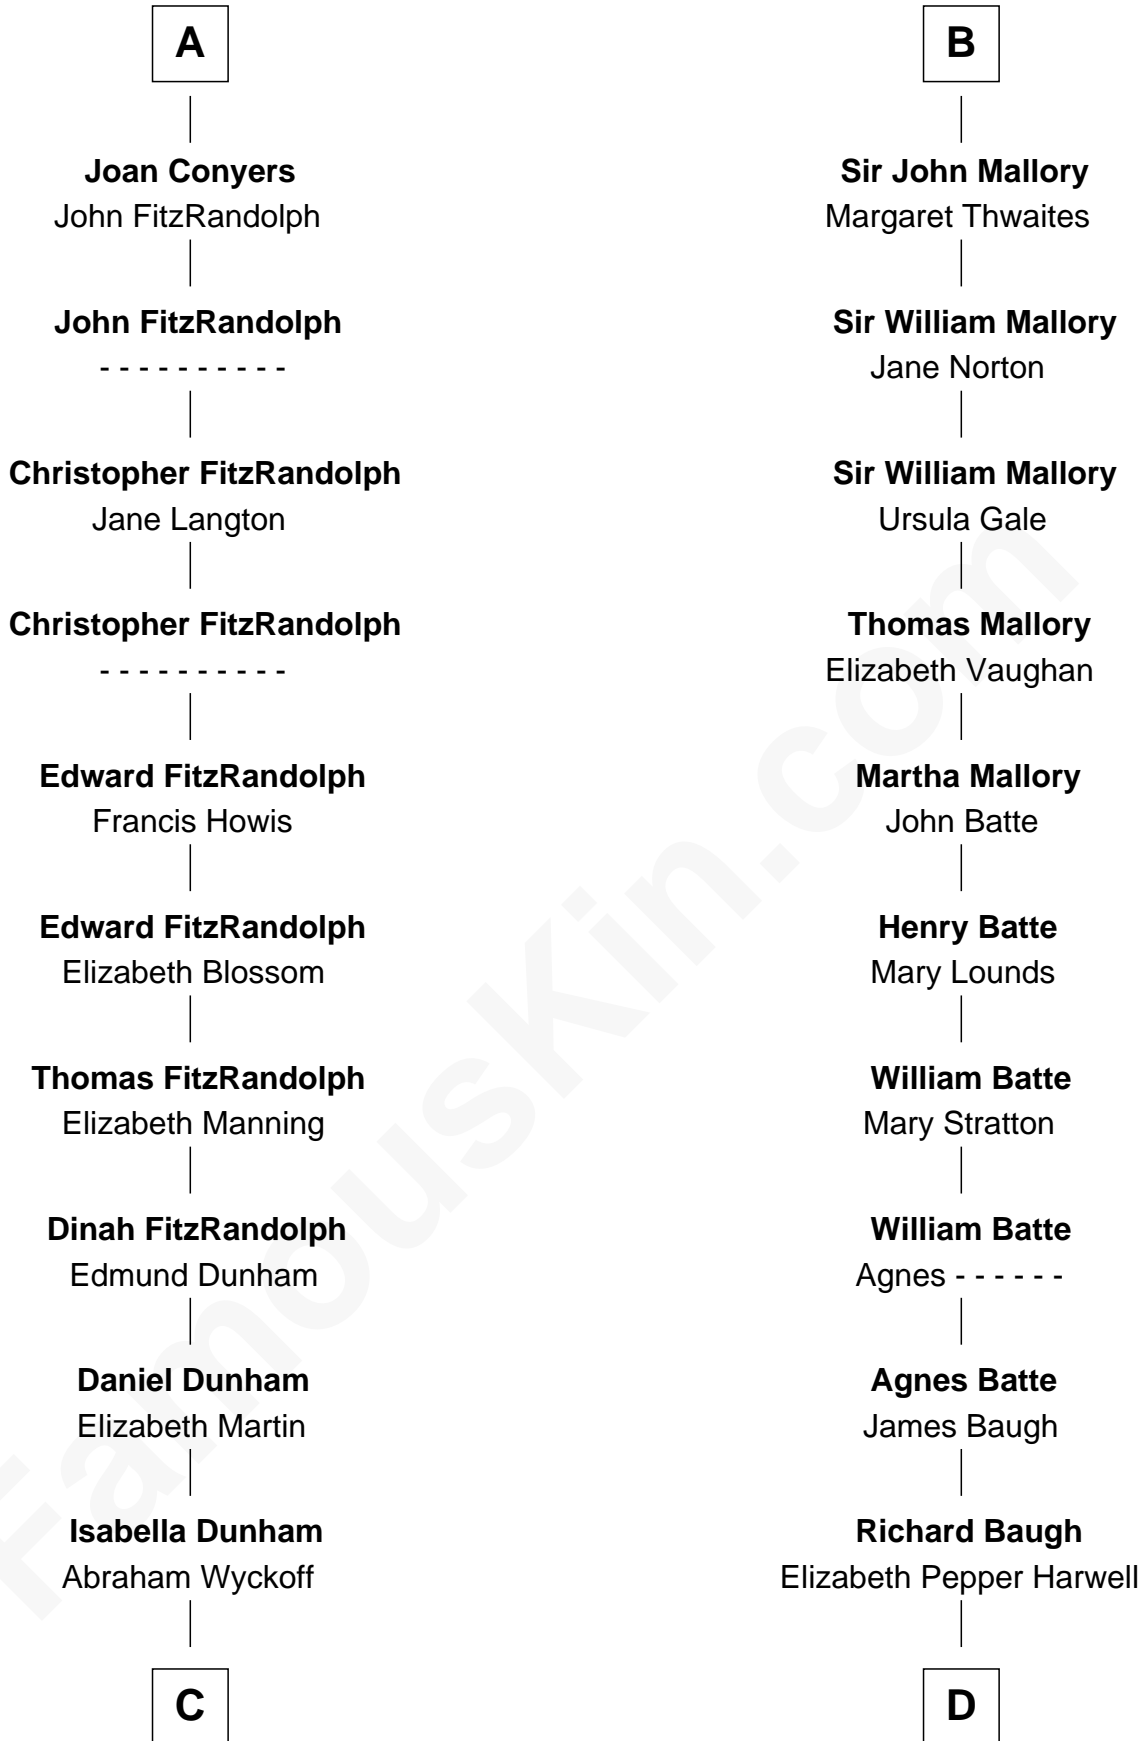 A
Joan Conyers
John FitzRandolph
John FitzRandolph
- - - - - - - - - -
Christopher FitzRandolph
Jane Langton
Christopher FitzRandolph
- - - - - - - - - -
Edward FitzRandolph
Francis Howis
Edward FitzRandolph
Elizabeth Blossom
Thomas FitzRandolph
Elizabeth Manning
Dinah FitzRandolph
Edmund Dunham
Daniel Dunham
Elizabeth Martin
Isabella Dunham
Abraham Wyckoff
C
B
Sir John Mallory
Margaret Thwaites
Sir William Mallory
Jane Norton
Sir William Mallory
Ursula Gale
Thomas Mallory
Elizabeth Vaughan
Martha Mallory
John Batte
Henry Batte
Mary Lounds
William Batte
Mary Stratton
William Batte
Agnes - - - - - -
Agnes Batte
James Baugh
Richard Baugh
Elizabeth Pepper Harwell
D
FamousKin.com